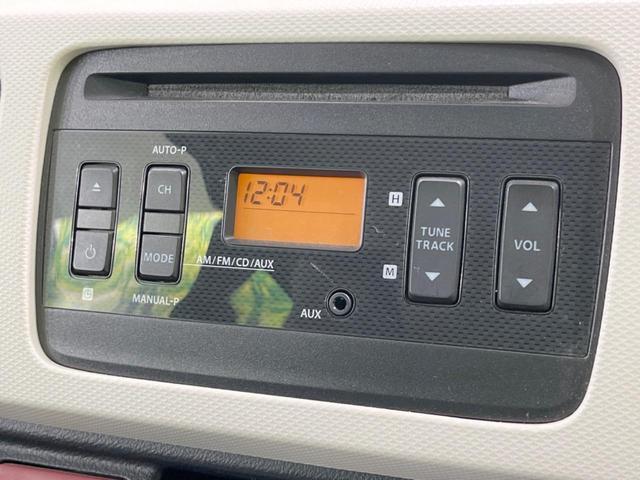 AUTO-P
CH
MODE
AM/FM/CD/AUX
MANUAL-P
12:04
AUX
H
M
TUNE
TRACK
VOL